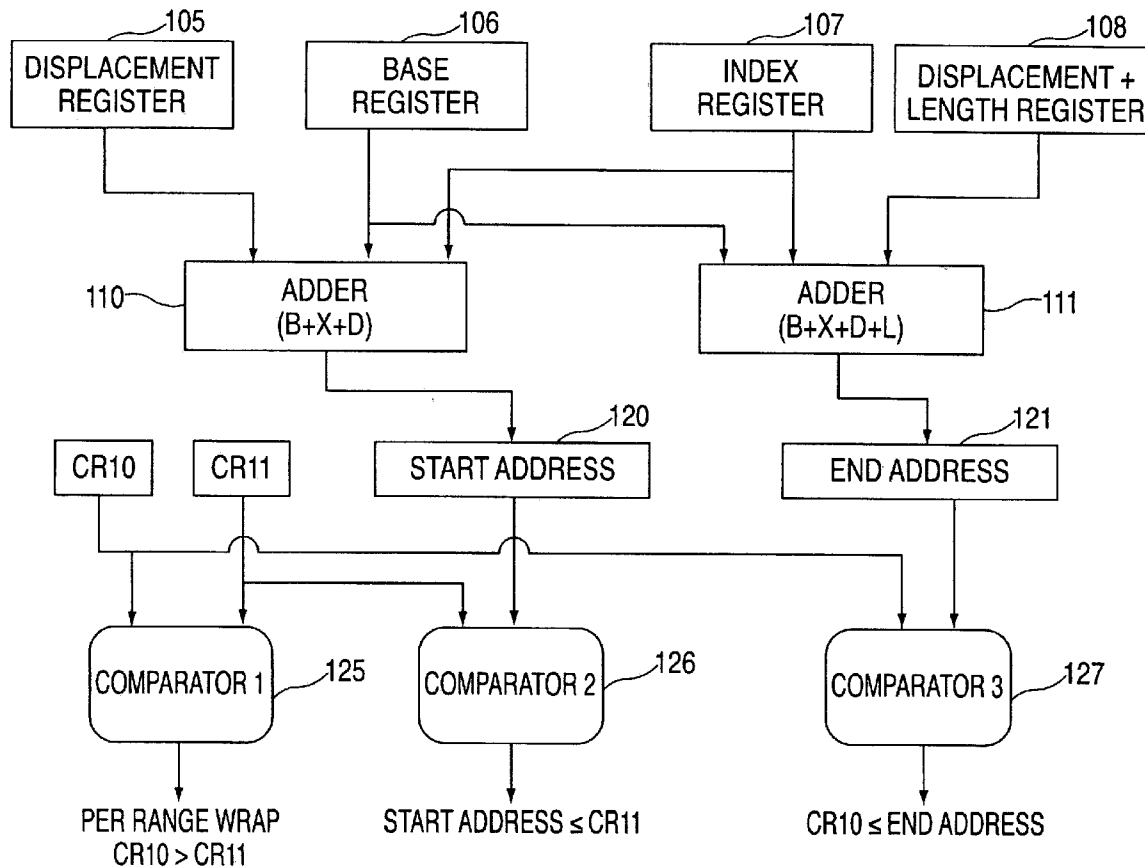 105
106
107
108
DISPLACEMENT
REGISTER
BASE
REGISTER
INDEX
REGISTER
DISPLACEMENT +
LENGTH REGISTER
110
ADDER
(B+X+D)
ADDER
(B+X+D+L)
111
120
121
CR10
CR11
START ADDRESS
END ADDRESS
COMPARATOR 1
125
COMPARATOR 2
126
COMPARATOR 3
127
PER RANGE WRAP
CR10 > CR11
START ADDRESS ≤ CR11
CR10 ≤ END ADDRESS